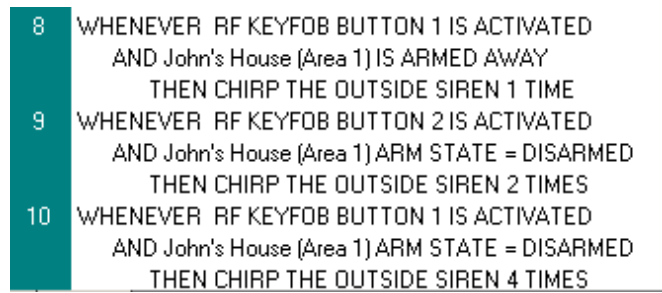 8 WHENEVER RF KEYFOB BUTTON 1 IS ACTIVATED
AND John's House (Area 1) IS ARMED AWAY
THEN CHIRP THE OUTSIDE SIREN 1 TIME
9 WHENEVER RF KEYFOB BUTTON 2 IS ACTIVATED
AND John's House (Area 1) ARM STATE = DISARMED
THEN CHIRP THE OUTSIDE SIREN 2 TIMES
10 WHENEVER RF KEYFOB BUTTON 1 IS ACTIVATED
AND John's House (Area 1) ARM STATE = DISARMED
THEN CHIRP THE OUTSIDE SIREN 4 TIMES